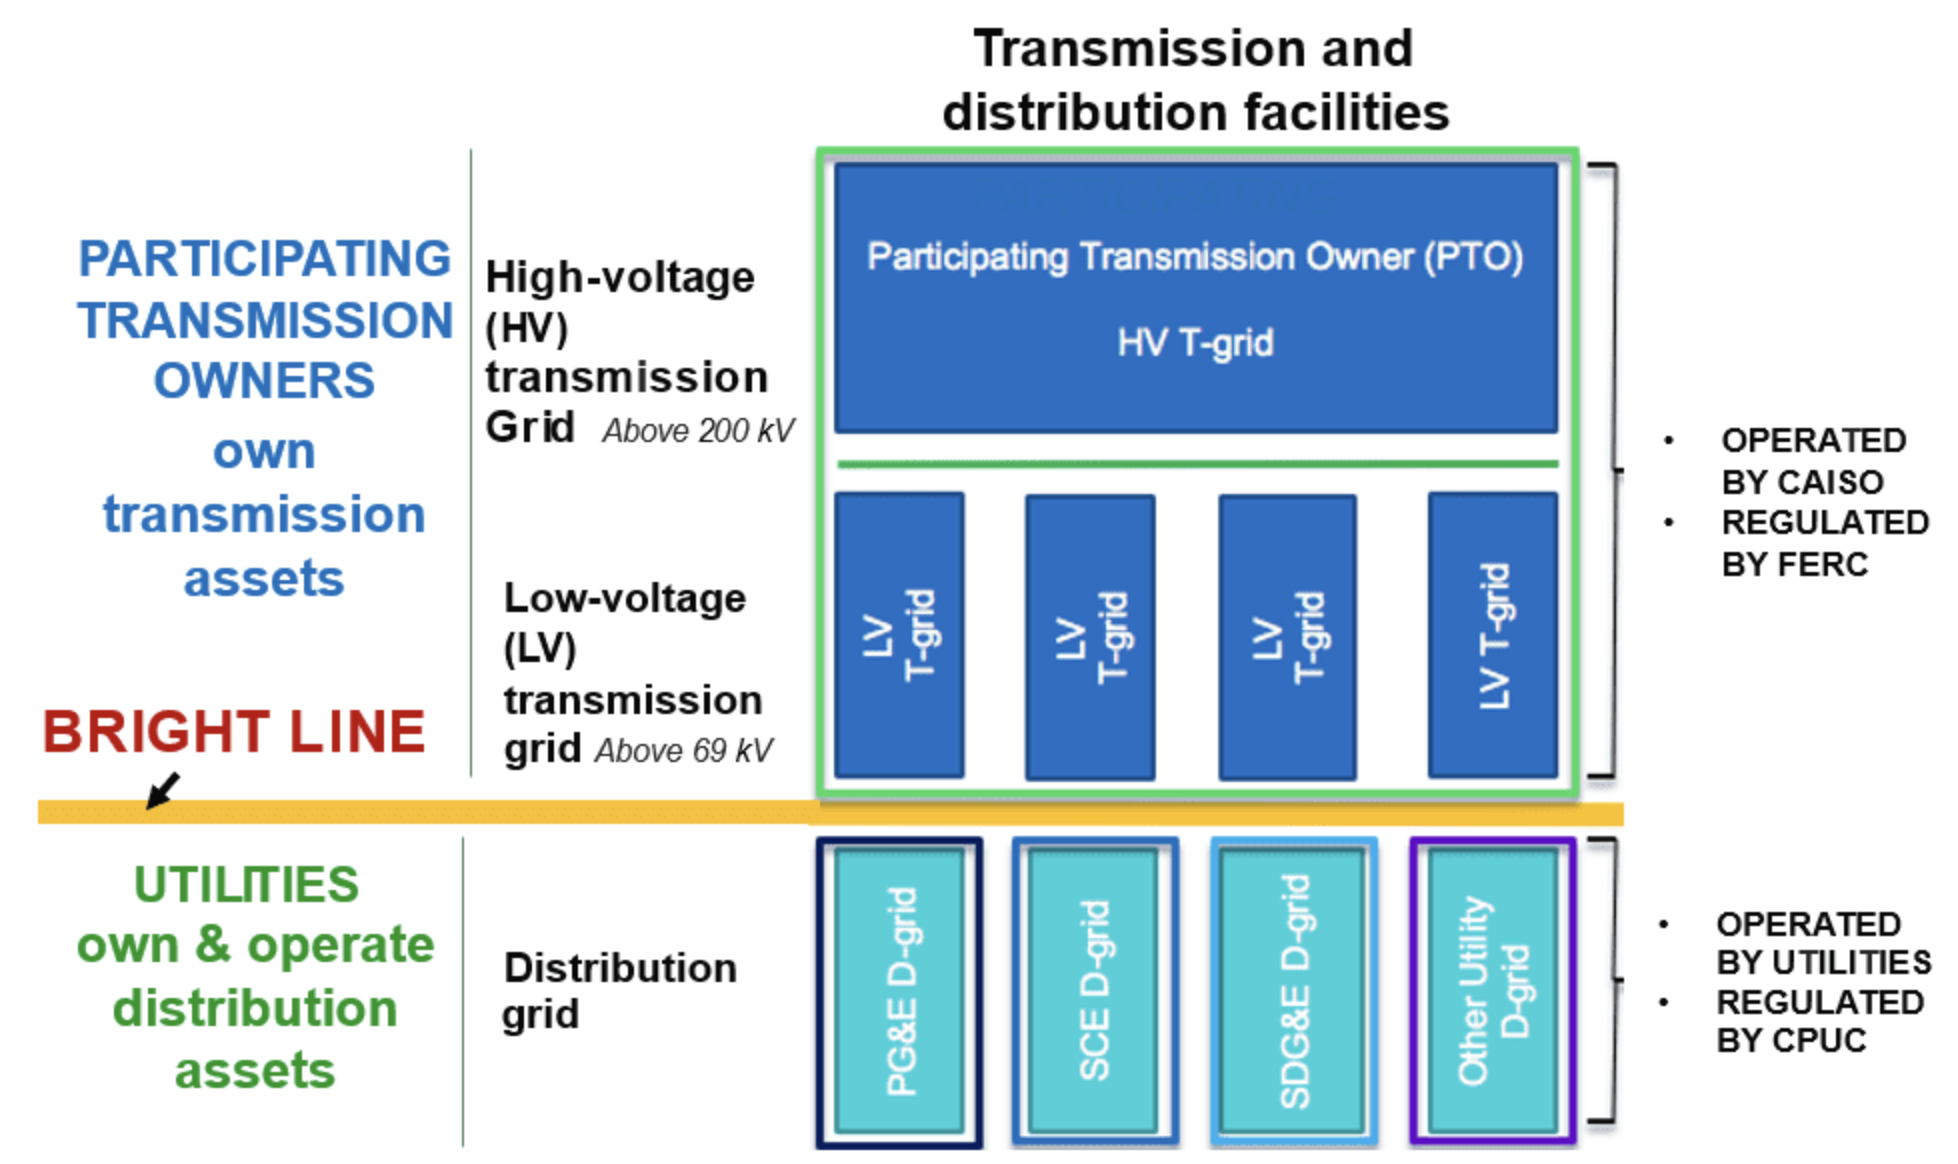 Transmission and
distribution facilities
PARTICIPATING
TRANSMISSION
OWNERS
own
transmission
assets
High-voltage
(HV)
transmission
Grid Above 200 kV
Low-voltage
(LV)
transmission
grid Above 69 kV
PARTICIPATING
Participating Transmission Owner (PTO)
HV T-grid
LV
T-grid
LV
T-grid
LV
T-grid
LV T-grid
• OPERATED
BY CAISO
• REGULATED
BY FERC
BRIGHT LINE
UTILITIES
own & operate
distribution
assets
Distribution
grid
PG&E D-grid
SCE D-grid
SDG&E D-grid
Other Utility
D-grid
• OPERATED
BY UTILITIES
• REGULATED
BY CPUC